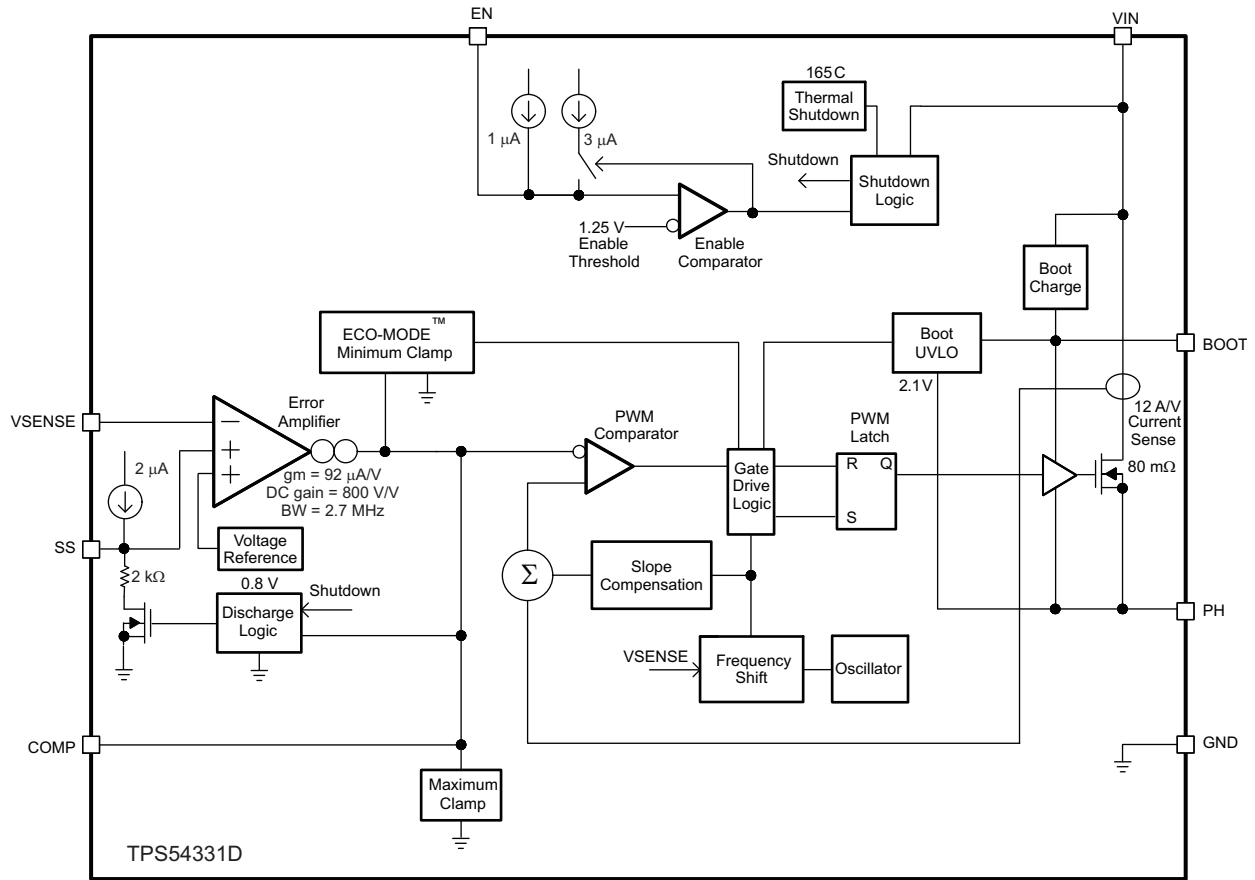 EN
VIN
165C
Thermal
Shutdown
1 μA
3 μA
Shutdown
Shutdown
Logic
1.25 V
Enable
Threshold
Enable
Comparator
Boot
Charge
ECO-MODE™
Minimum Clamp
Boot
UVLO
BOOT
2.1V
VSENSE
Error
Amplifier
PWM
Comparator
PWM
Latch
12 A/V
Current
Sense
80 mΩ
gm = 92 μA/V
DC gain = 800 V/V
BW = 2.7 MHz
2 μA
Gate
Drive
Logic
R Q
S
SS
Voltage
Reference
2 kΩ
0.8 V
Shutdown
Discharge
Logic
Σ
Slope
Compensation
PH
VSENSE
Frequency
Shift
Oscillator
COMP
GND
Maximum
Clamp
TPS54331D